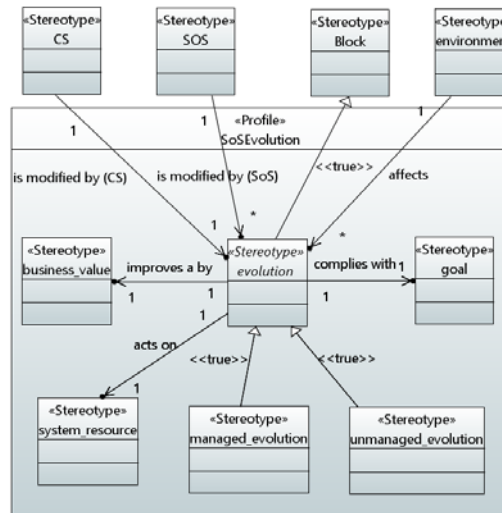 «Stereotype»
CS
«Stereotype»
SOS
«Stereotype»
Block
«Stereotype»
environment
1
1
1
«Profile»
SoSEvolution
<<true>>
is modified by (CS)
is modified by (SoS)
affects
1
*
*
«Stereotype»
business_value
improves a by
«Stereotype»
evolution
complies with
1
«Stereotype»
goal
1
1
1
1
acts on
<<true>>
<<true>>
1
«Stereotype»
system_resource
«Stereotype»
managed_evolution
«Stereotype»
unmanaged_evolution